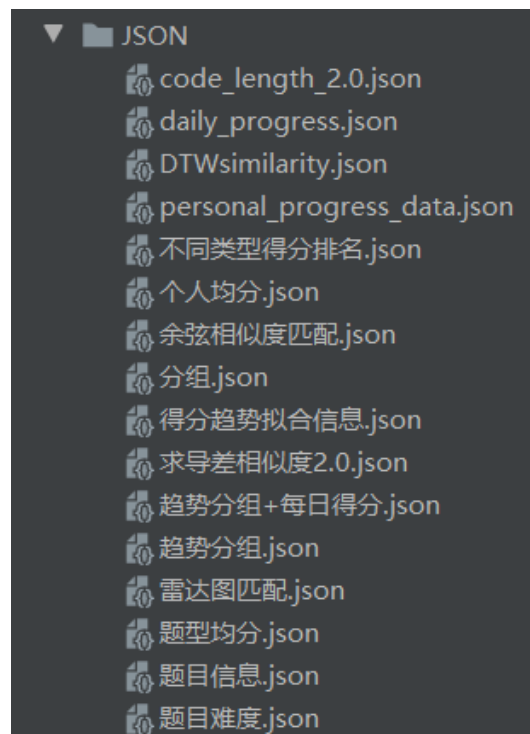 JSON
code_length_2.0.json
daily_progress.json
DTWsimilarity.json
personal_progress_data.json
不同类型得分排名.json
个人均分.json
余弦相似度匹配.json
分组.json
得分趋势拟合信息.json
求导差相似度2.0.json
趋势分组+每日得分.json
趋势分组.json
雷达图匹配.json
题型均分.json
题目信息.json
题目难度.json